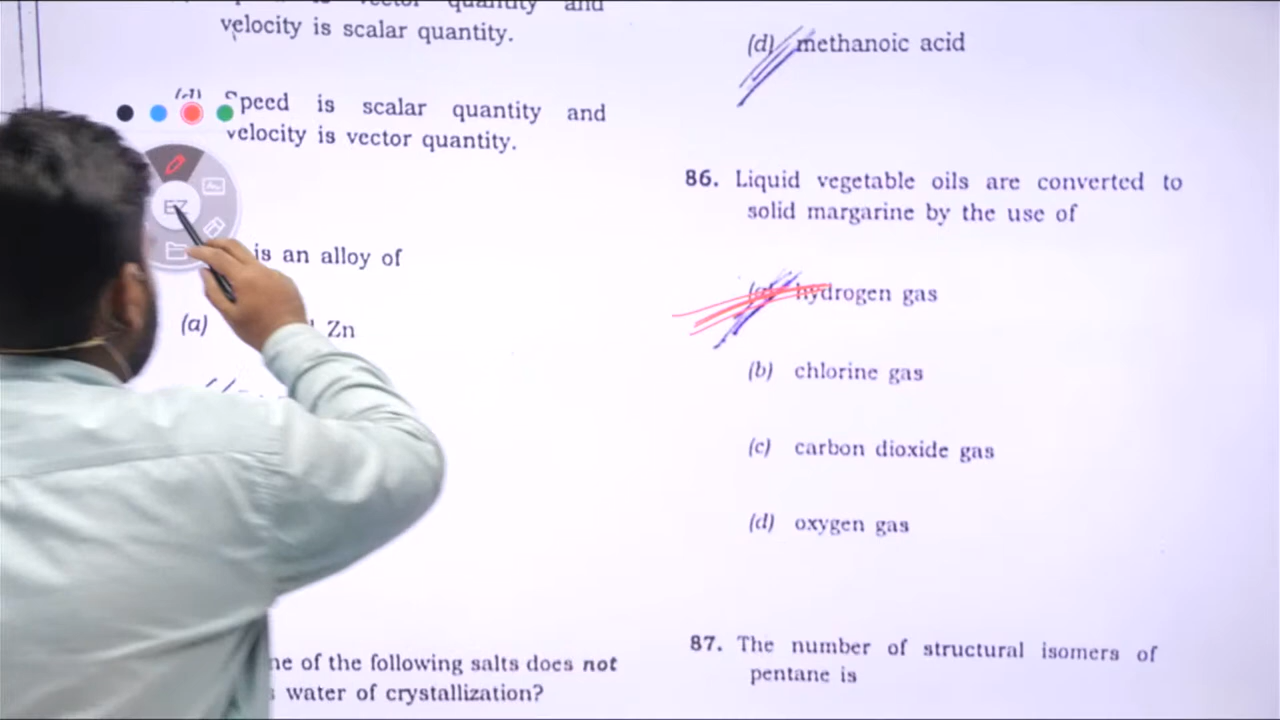 quantity and
velocity is scalar quantity.
Speed is scalar quantity and
velocity is vector quantity.
is an alloy of
(a) Zn
of the following salts does not
water of crystallization?
(d) methanoic acid
86. Liquid vegetable oils are converted to
solid margarine by the use of
(a) hydrogen gas
(b) chlorine gas
(c) carbon dioxide gas
(d) oxygen gas
87. The number of structural isomers of
pentane is